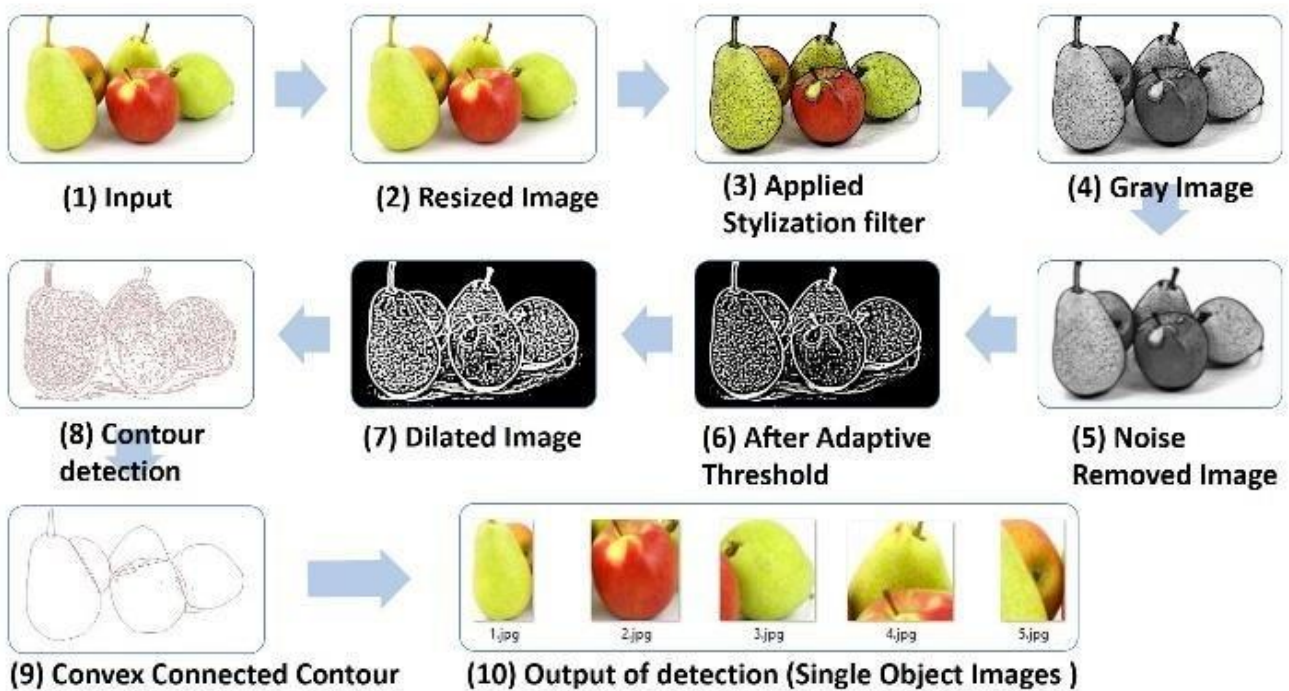 (1) Input
(2) Resized Image
(3) Applied
Stylization filter
(4) Gray Image
(5) Noise
Removed Image
(6) After Adaptive
Threshold
(7) Dilated Image
(8) Contour
detection
(9) Convex Connected Contour
1.jpg
2.jpg
3.jpg
4.jpg
5.jpg
(10) Output of detection (Single Object Images )